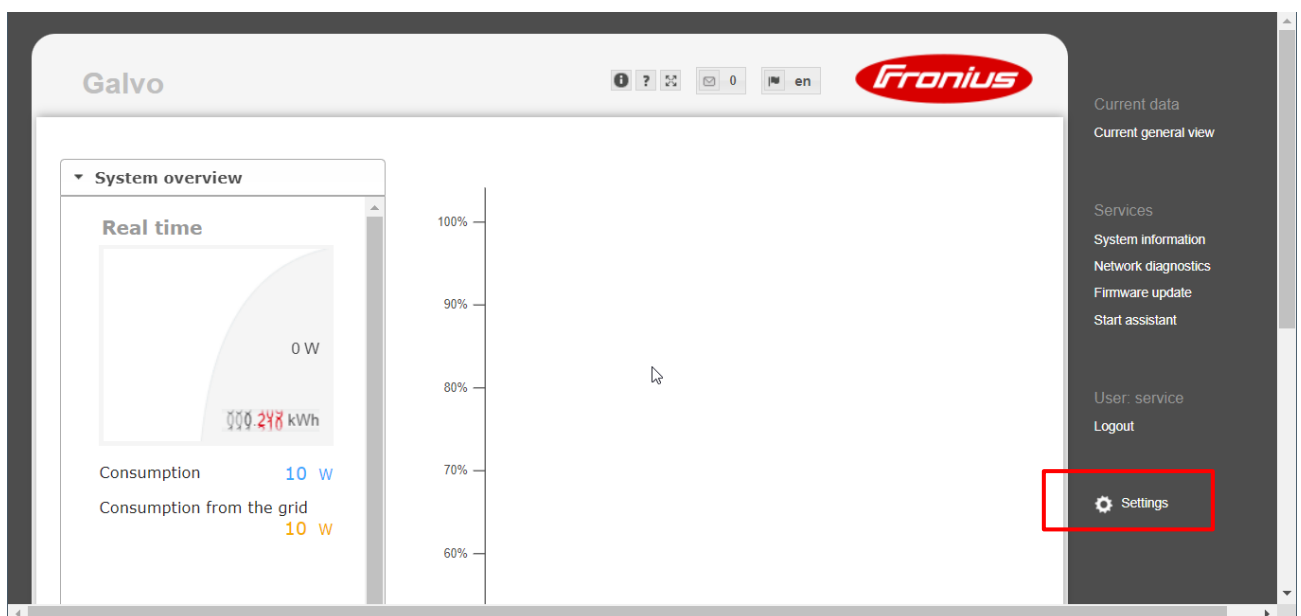 Galvo
0
en
Fronius
Current data
Current general view
Services
System information
Network diagnostics
Firmware update
Start assistant
User: service
Logout
Settings
System overview
Real time
0 W
kWh
Consumption 10 W
Consumption from the grid
10 W
100%
90%
80%
70%
60%